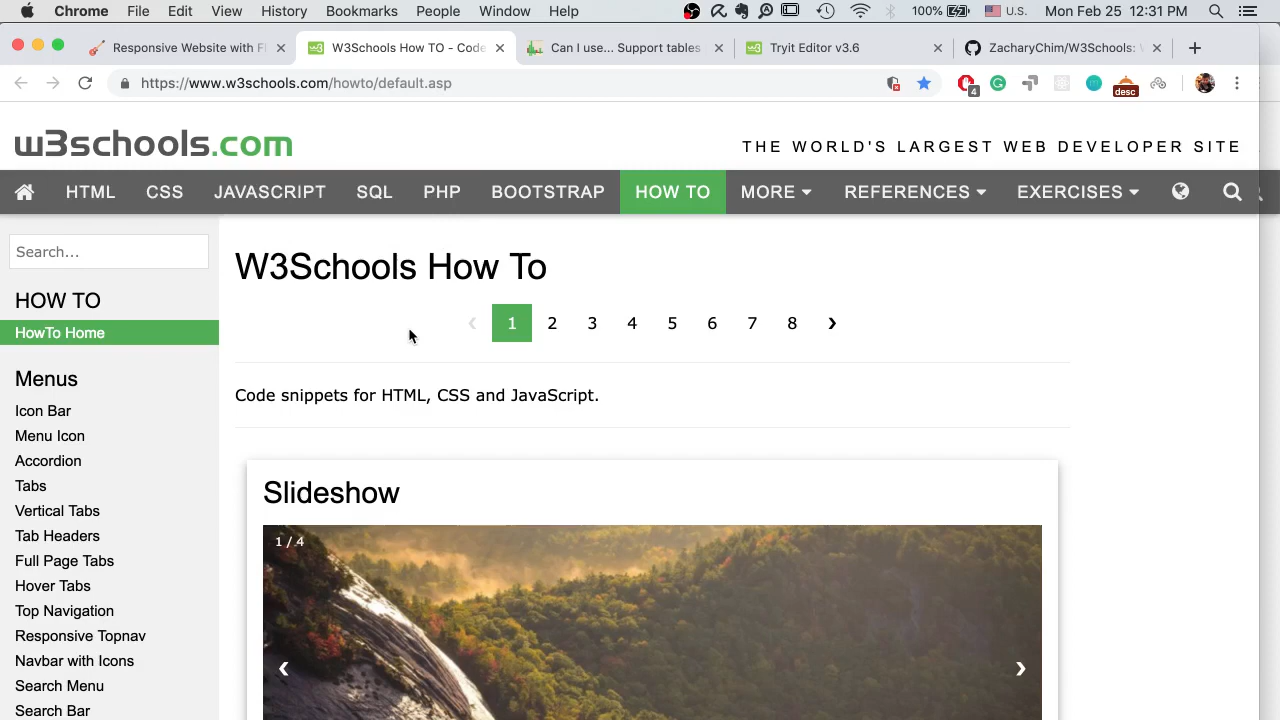 Chrome File Edit View History Bookmarks People Window Help 100% U.S. Mon Feb 25 12:31 PM
Responsive Website with Fl W3Schools How TO - Code Can I use... Support tables Tryit Editor v3.6 ZacharyChim/W3Schools:
https://www.w3schools.com/howto/default.asp 4 desc
w3schools.com THE WORLD'S LARGEST WEB DEVELOPER SITE
HTML CSS JAVASCRIPT SQL PHP BOOTSTRAP HOW TO MORE REFERENCES EXERCISES
Search...
HOW TO
HowTo Home
Menus
Icon Bar
Menu Icon
Accordion
Tabs
Vertical Tabs
Tab Headers
Full Page Tabs
Hover Tabs
Top Navigation
Responsive Topnav
Navbar with Icons
Search Menu
Search Bar
W3Schools How To
‹ 1 2 3 4 5 6 7 8 ›
Code snippets for HTML, CSS and JavaScript.
Slideshow
1 / 4
‹ ›